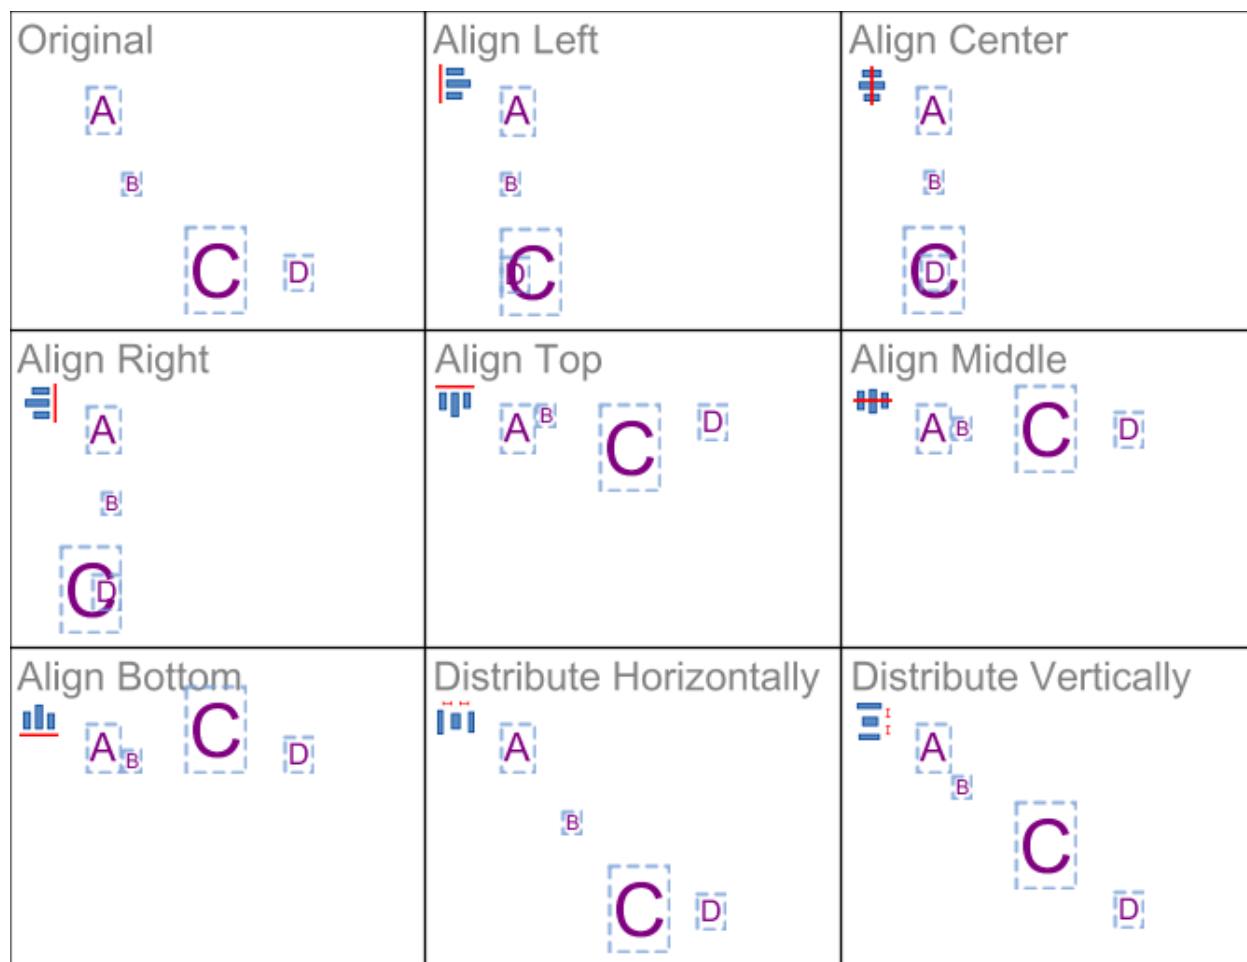 Original
A
B
C
D
Align Left
A
B
D
C
Align Center
A
B
C
D
Align Right
A
B
C
D
Align Top
A
B
C
D
Align Middle
A
B
C
D
Align Bottom
A
B
C
D
Distribute Horizontally
A
B
C
D
Distribute Vertically
A
B
C
D